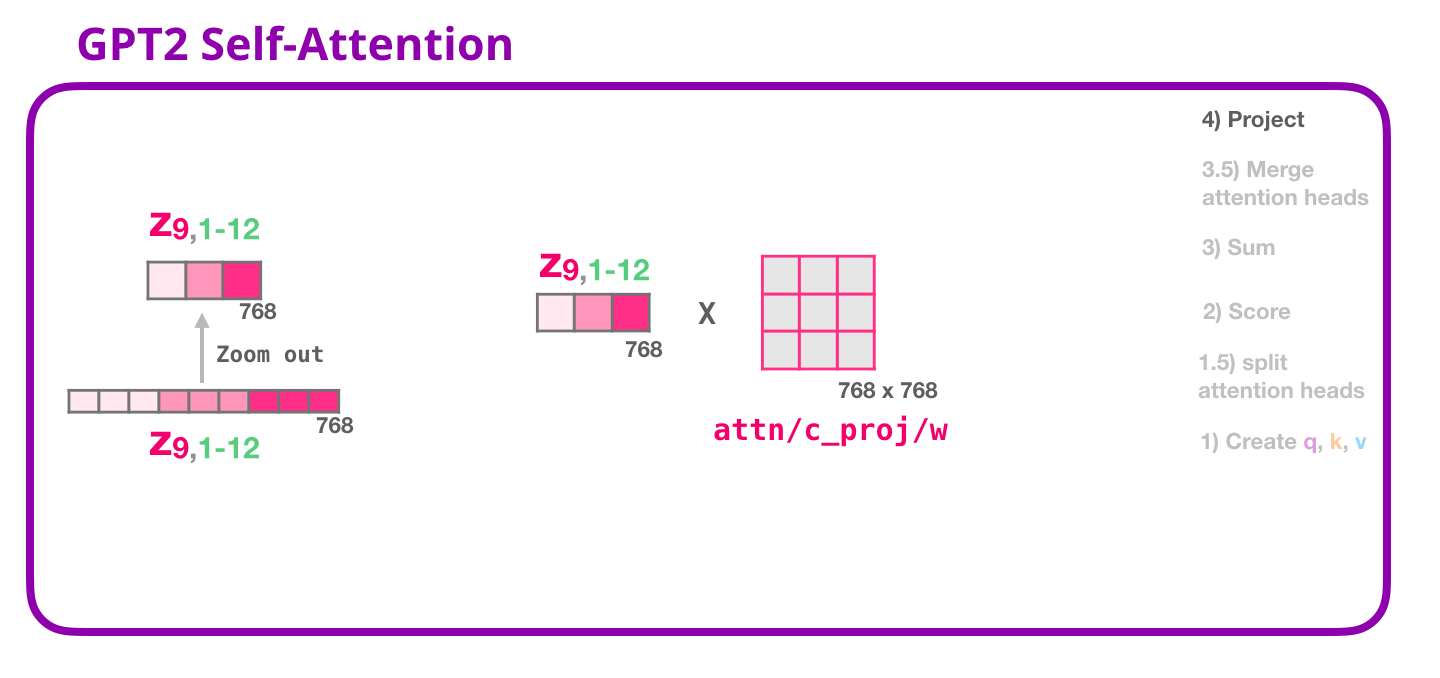 GPT2 Self-Attention
z9,1-12
768
Zoom out
768
z9,1-12
z9,1-12
768
X
768 x 768
attn/c_proj/w
4) Project
3.5) Merge
attention heads
3) Sum
2) Score
1.5) split
attention heads
1) Create q, k, v